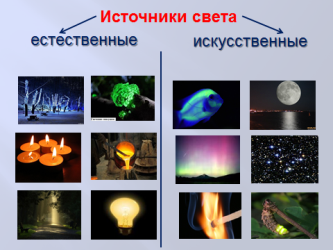 Источники света
естественные
искусственные